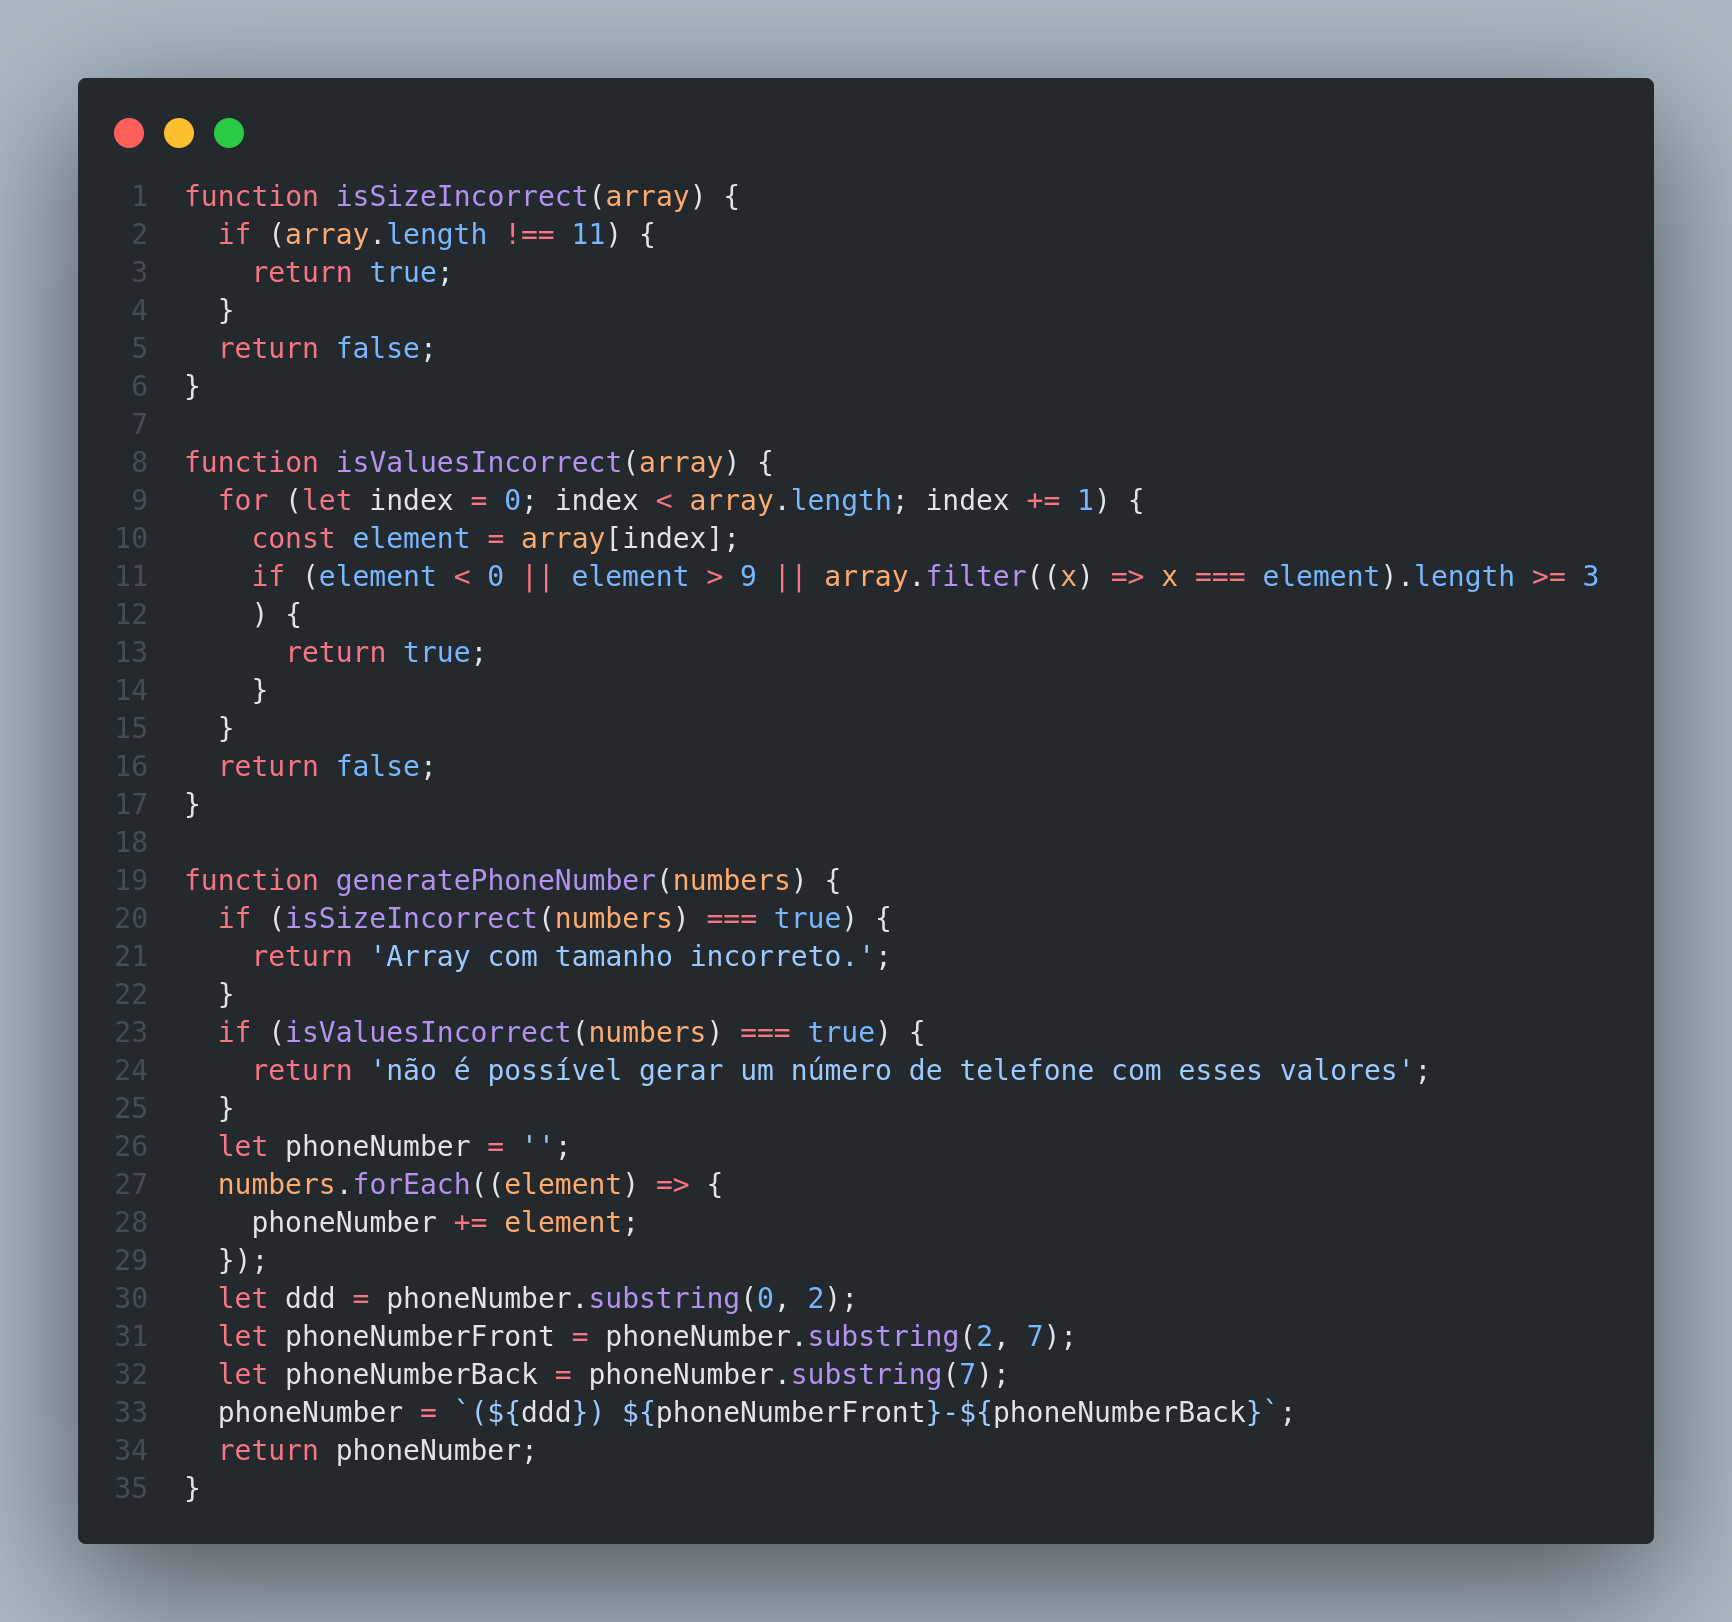 1 function isSizeIncorrect(array) {
2   if (array.length !== 11) {
3     return true;
4   }
5   return false;
6 }
7
8 function isValuesIncorrect(array) {
9   for (let index = 0; index < array.length; index += 1) {
10     const element = array[index];
11     if (element < 0 || element > 9 || array.filter((x) => x === element).length >= 3
12     ) {
13       return true;
14     }
15   }
16   return false;
17 }
18
19 function generatePhoneNumber(numbers) {
20   if (isSizeIncorrect(numbers) === true) {
21     return 'Array com tamanho incorreto.';
22   }
23   if (isValuesIncorrect(numbers) === true) {
24     return 'não é possível gerar um número de telefone com esses valores';
25   }
26   let phoneNumber = '';
27   numbers.forEach((element) => {
28     phoneNumber += element;
29   });
30   let ddd = phoneNumber.substring(0, 2);
31   let phoneNumberFront = phoneNumber.substring(2, 7);
32   let phoneNumberBack = phoneNumber.substring(7);
33   phoneNumber = `(${ddd}) ${phoneNumberFront}-${phoneNumberBack}`;
34   return phoneNumber;
35 }